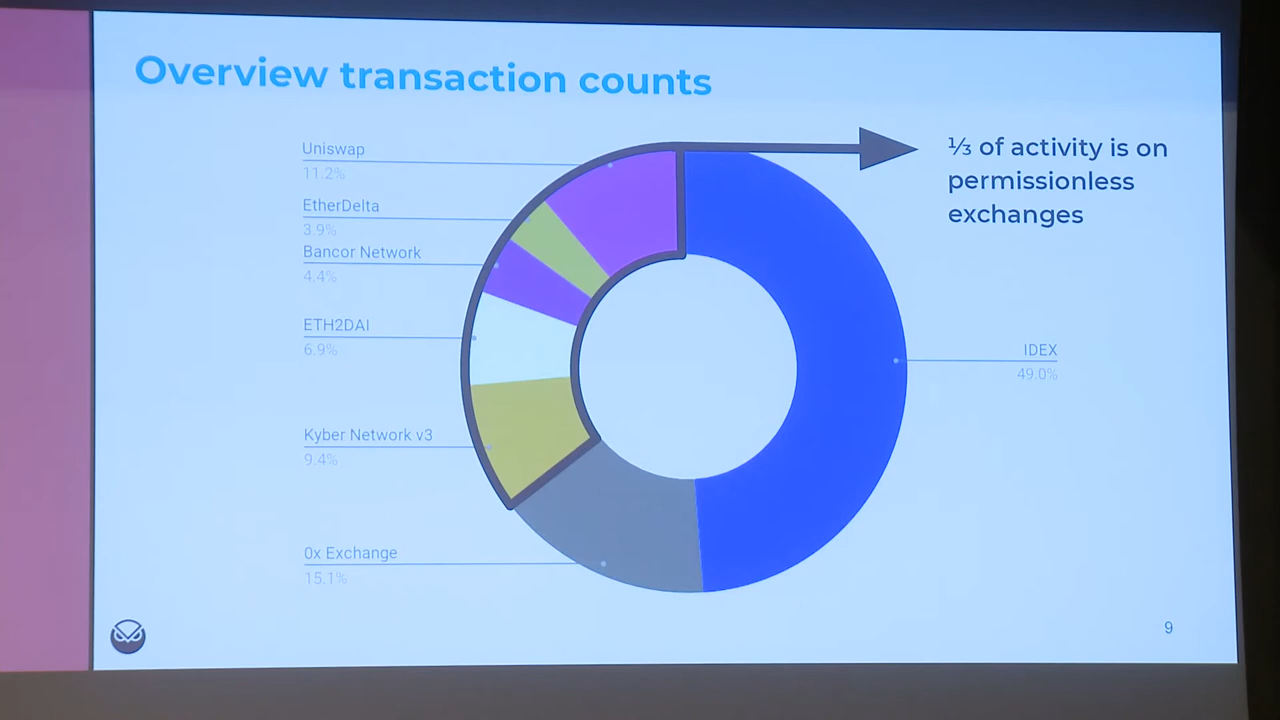 Overview transaction counts
Uniswap
11.2%
EtherDelta
3.9%
Bancor Network
4.4%
ETH2DAI
6.9%
Kyber Network v3
9.4%
0x Exchange
15.1%
IDEX
49.0%
⅓ of activity is on
permissionless
exchanges
9